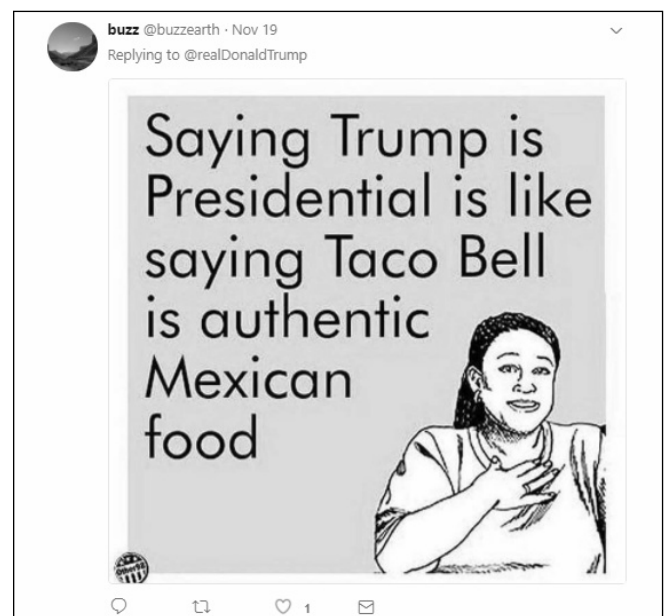 buzz @buzzearth · Nov 19
Replying to @realDonaldTrump
Saying Trump is
Presidential is like
saying Taco Bell
is authentic
Mexican
food
Other98
1